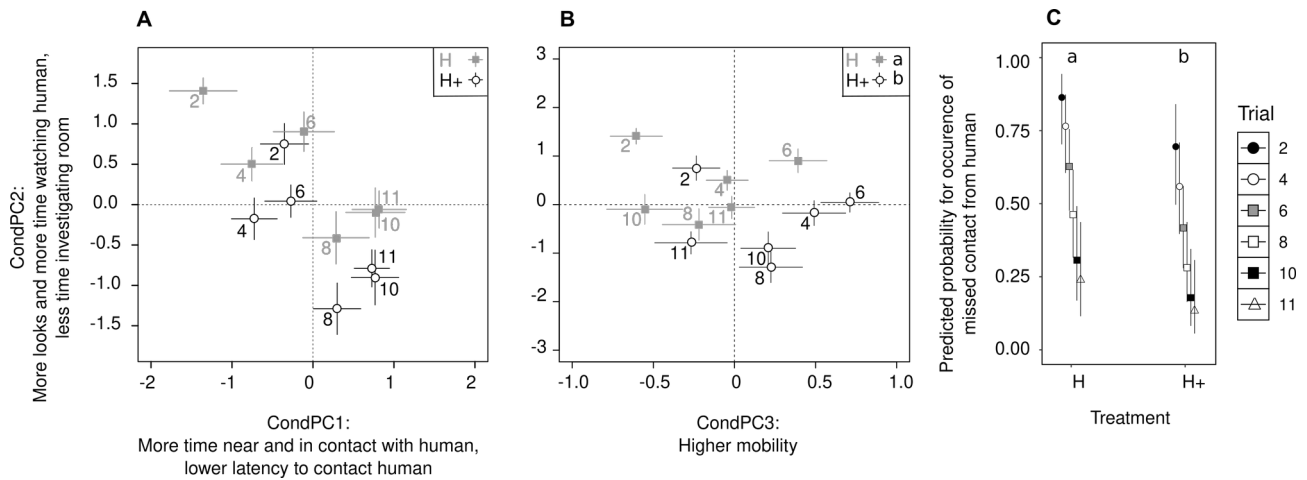 A
B
C
CondPC2:
More looks and more time watching human,
less time investigating room
1.5
1.0
0.5
0.0
-0.5
-1.0
-1.5
H
H+
a
b
2
6
2
4
6
4
11
10
8
11
10
8
-2
-1
0
1
2
CondPC1:
More time near and in contact with human,
lower latency to contact human
3
2
1
0
-1
-2
-3
H
a
H+
b
2
6
2
4
6
10
8
11
4
11
10
8
-1.0
-0.5
0
0.5
1.0
CondPC3:
Higher mobility
Predicted probability for occurence of
missed contact from human
1.00
0.75
0.50
0.25
0.00
a
b
H
H+
Treatment
Trial
2
4
6
8
10
11